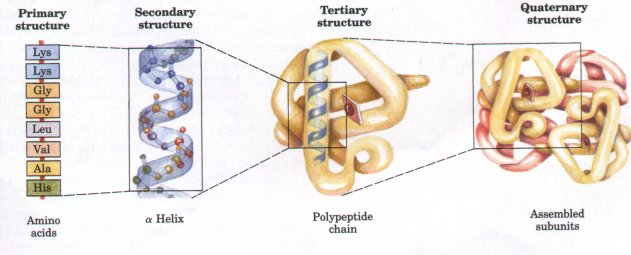 Primary
structure
Secondary
structure
Tertiary
structure
Quaternary
structure
Lys
Lys
Gly
Gly
Leu
Val
Ala
His
Amino
acids
α Helix
Polypeptide
chain
Assembled
subunits